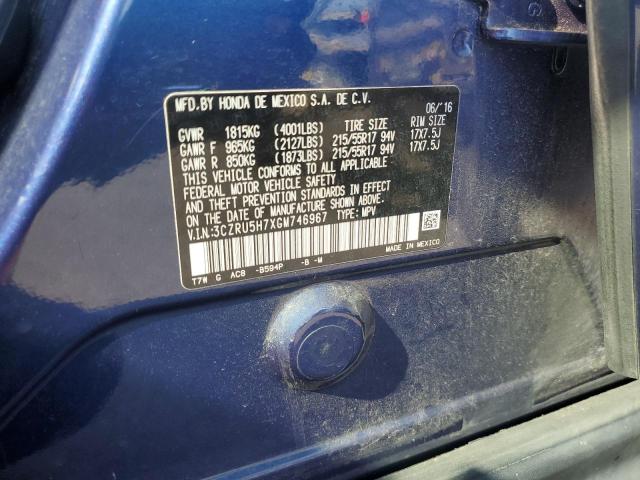 MFD.BY HONDA DE MEXICO S.A. DE C.V. 06/'16
GVWR 1815KG (4001LBS) TIRE SIZE RIM SIZE
GAWR F 965KG (2127LBS) 215/55R17 94V 17X7.5J
GAWR R 850KG (1873LBS) 215/55R17 94V 17X7.5J
THIS VEHICLE CONFORMS TO ALL APPLICABLE
FEDERAL MOTOR VEHICLE SAFETY
AND THEFT PREVENTION STANDARDS IN EFFECT
ON THE DATE OF MANUFACTURE SHOWN ABOVE.
V.I.N:3CZRU5H7XGM746967 TYPE: MPV
MADE IN MEXICO
T7W G AC8 -B594P -B -M